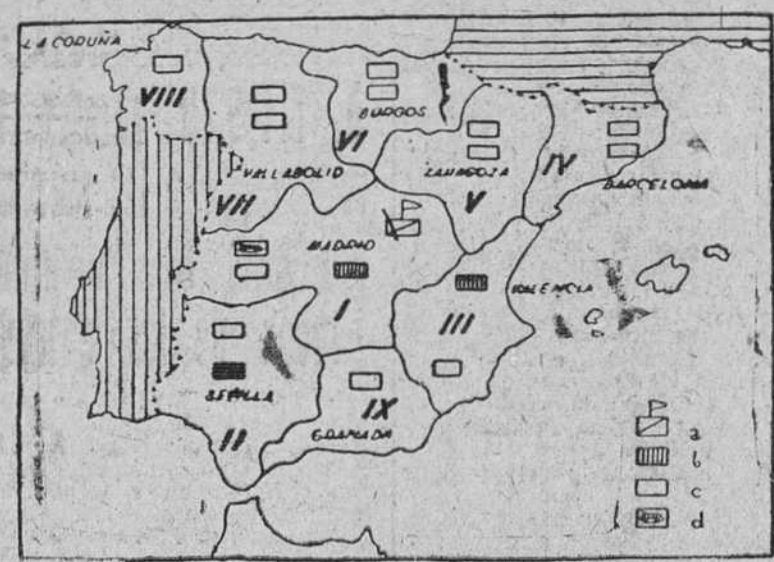 LA CORUÑA
VIII
BURGOS
VI
VALLADOLID
VII
ZARAGOZA
V
IV
BARCELONA
MADRID
I
VALENCIA
III
SEVILLA
II
IX
GRANADA
a
b
c
d